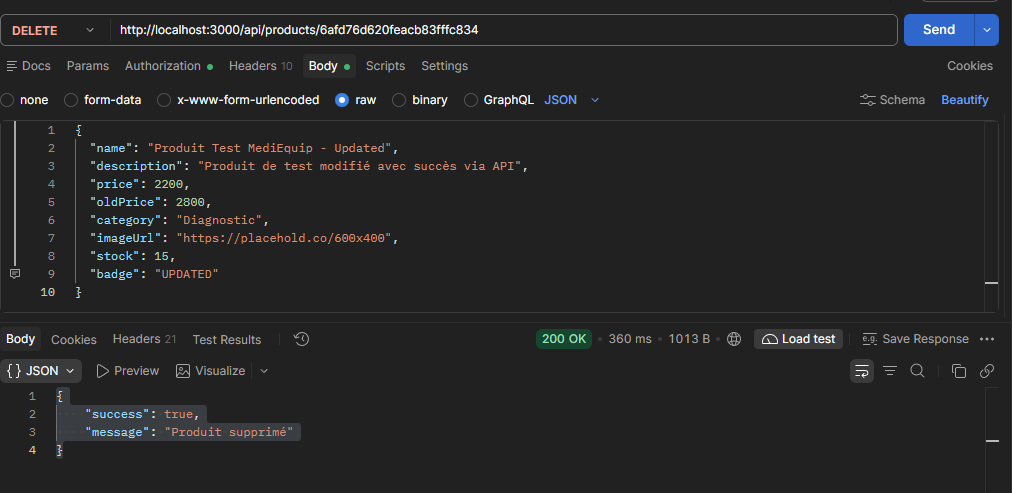 DELETE http://localhost:3000/api/products/6afd76d620feacb83fffc834 Send
Docs Params Authorization Headers 10 Body Scripts Settings Cookies
none form-data x-www-form-urlencoded raw binary GraphQL JSON Schema Beautify
1 {
2 "name": "Produit Test MediEquip - Updated",
3 "description": "Produit de test modifié avec succès via API",
4 "price": 2200,
5 "oldPrice": 2800,
6 "category": "Diagnostic",
7 "imageUrl": "https://placehold.co/600x400",
8 "stock": 15,
9 "badge": "UPDATED"
10 }
Body Cookies Headers 21 Test Results 200 OK • 360 ms • 1013 B • Load test e.g. Save Response
{} JSON Preview Visualize
1 {
2 "success": true,
3 "message": "Produit supprimé"
4 }